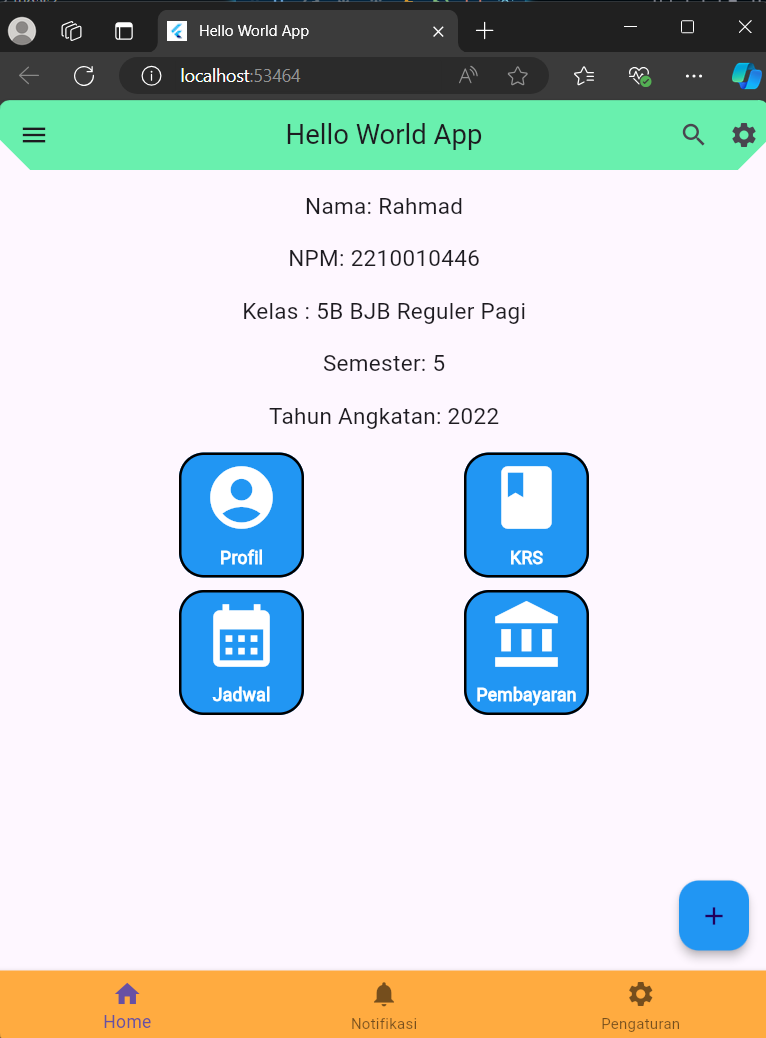 Hello World App
localhost:53464
Hello World App
Nama: Rahmad
NPM: 2210010446
Kelas : 5B BJB Reguler Pagi
Semester: 5
Tahun Angkatan: 2022
Profil
KRS
Jadwal
Pembayaran
Home
Notifikasi
Pengaturan